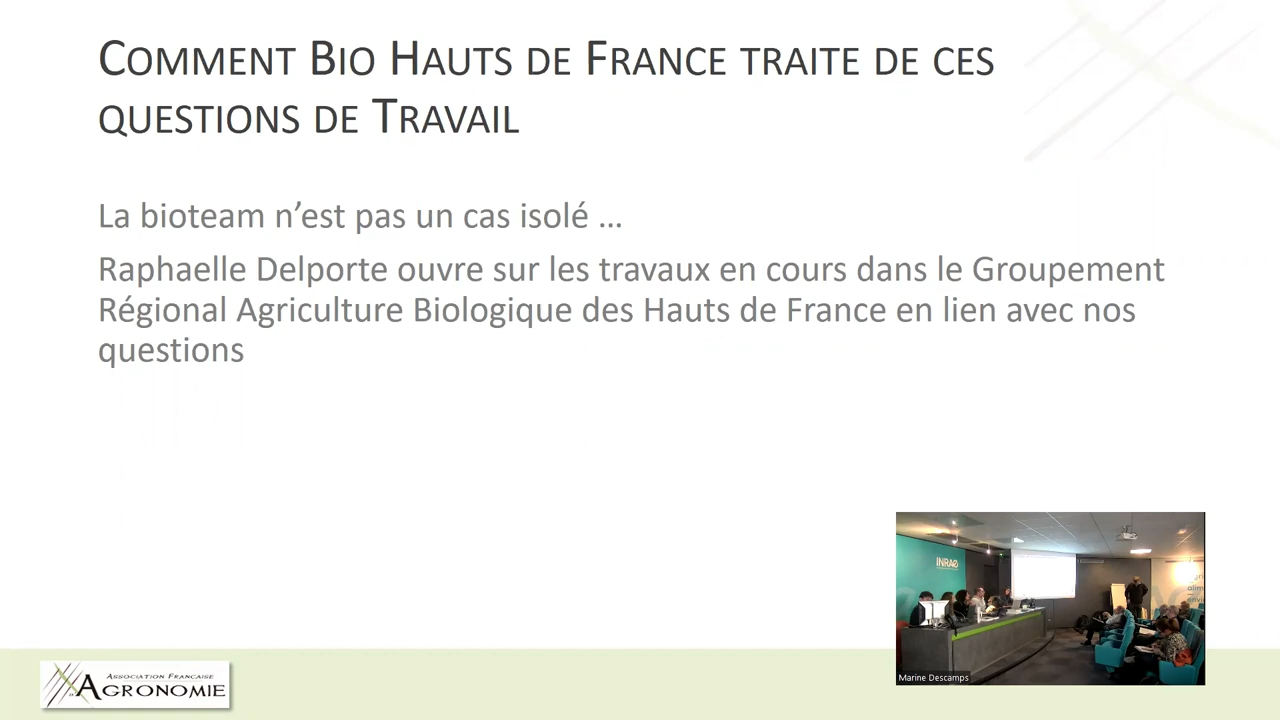 COMMENT BIO HAUTS DE FRANCE TRAITE DE CES
QUESTIONS DE TRAVAIL
La bioteam n’est pas un cas isolé …
Raphaelle Delporte ouvre sur les travaux en cours dans le Groupement
Régional Agriculture Biologique des Hauts de France en lien avec nos
questions
INRAE
Marine Descamps
ASSOCIATION FRANÇAISE
AGRONOMIE